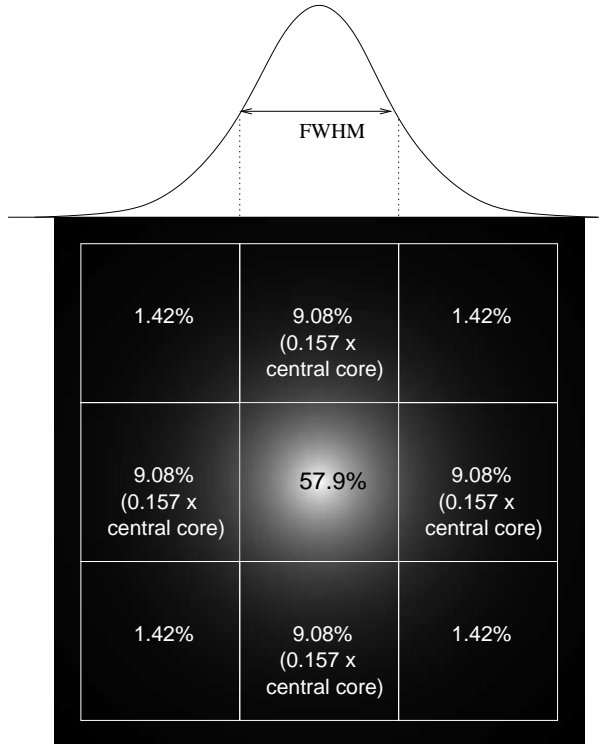 FWHM
1.42%
9.08%
(0.157 x
central core)
1.42%
9.08%
(0.157 x
central core)
57.9%
9.08%
(0.157 x
central core)
1.42%
9.08%
(0.157 x
central core)
1.42%